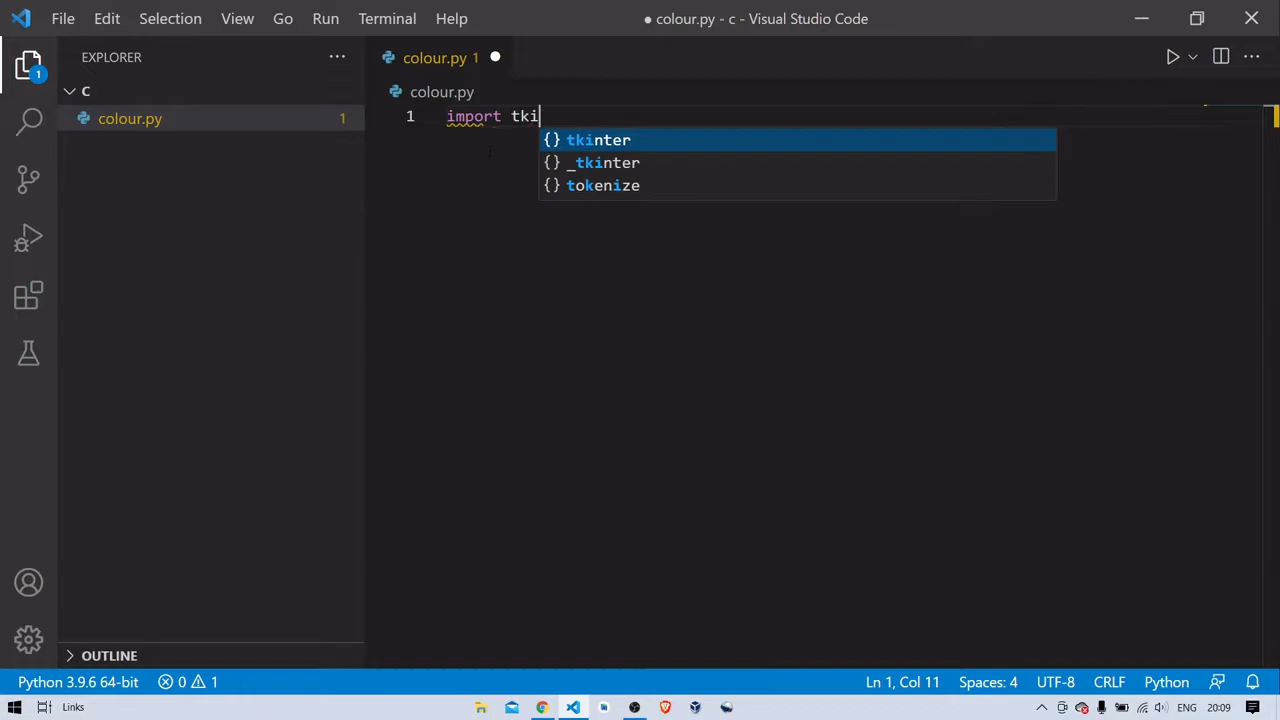 File Edit Selection View Go Run Terminal Help
● colour.py - c - Visual Studio Code
EXPLORER
C
colour.py 1
1
colour.py 1
colour.py
1 import tki
{} tkinter
{} _tkinter
{} tokenize
OUTLINE
Python 3.9.6 64-bit 0 1 Ln 1, Col 11 Spaces: 4 UTF-8 CRLF Python
Links ENG 20:09